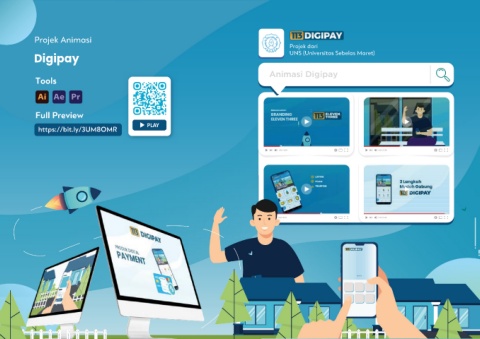 Projek Animasi
Digipay
Tools
Ai Ae Pr
Full Preview
https://bit.ly/3UM8OMR
PLAY
113 DIGIPAY
Projek dari
UNS (Universitas Sebelas Maret)
Animasi Digipay
BRANDING
ELEVEN THREE
113 ELEVEN THREE
3 Langkah
Gabung
113 DIGIPAY
113 DIGIPAY
PAYMENT